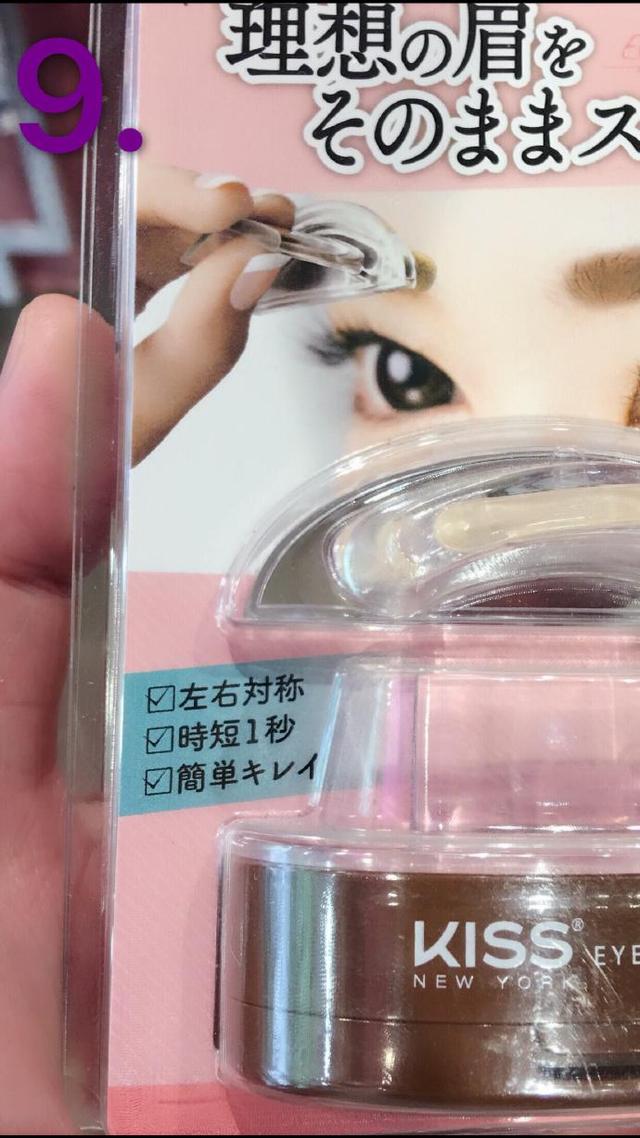 9.
理想の眉を
そのままス
☑左右対称
☑時短1秒
☑簡単キレイ
KISS® EYE
NEW YORK